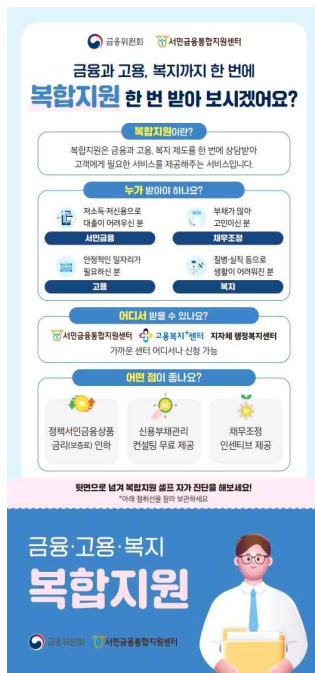 금융위원회 서민금융통합지원센터
금융과 고용, 복지까지 한 번에
복합지원 한 번 받아 보시겠어요?
복합지원이란?
복합지원은 금융과 고용, 복지 제도를 한 번에 상담받아
고객에게 필요한 서비스를 제공해주는 서비스입니다.
누가 받아야 하나요?
저소득·저신용으로
대출이 어려우신 분
서민금융
부채가 많아
고민이신 분
채무조정
안정적인 일자리가
필요하신 분
고용
질병·실직 등으로
생활이 어려워진 분
복지
어디서 받을 수 있나요?
서민금융통합지원센터 고용복지+센터 지자체 행정복지센터
가까운 센터 어디서나 신청 가능
어떤 점이 좋나요?
정책서민금융상품
금리(보증료) 인하
신용부채관리
컨설팅 무료 제공
채무조정
인센티브 제공
뒷면으로 넘겨 복합지원 셀프 자가 진단을 해보세요!
*아래 절취선을 잘라 보관하세요
금융·고용·복지
복합지원
금융위원회 서민금융통합지원센터